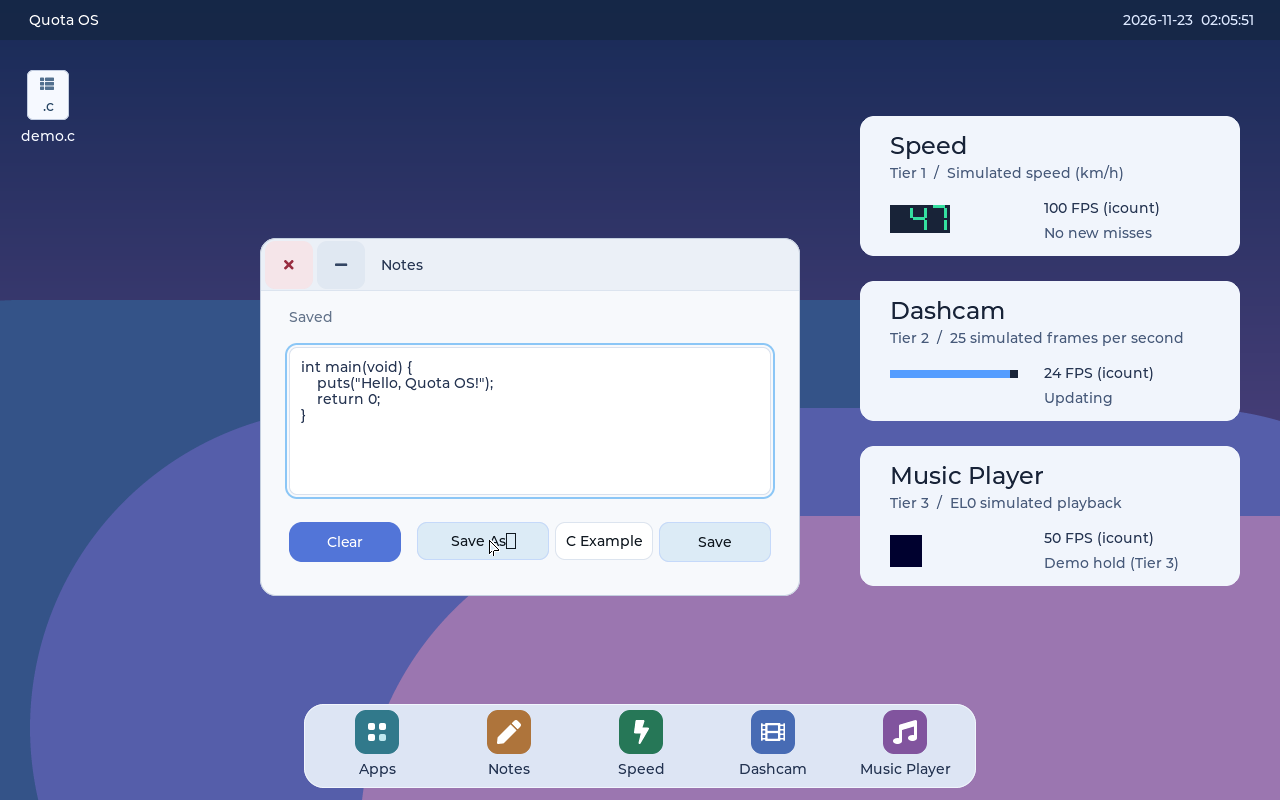 Quota OS
2026-11-23 02:05:51
.c
demo.c
Speed
Tier 1 / Simulated speed (km/h)
47
100 FPS (icount)
No new misses
Notes
Saved
int main(void) {
    puts("Hello, Quota OS!");
    return 0;
}
Clear
Save As
C Example
Save
Dashcam
Tier 2 / 25 simulated frames per second
24 FPS (icount)
Updating
Music Player
Tier 3 / EL0 simulated playback
50 FPS (icount)
Demo hold (Tier 3)
Apps
Notes
Speed
Dashcam
Music Player